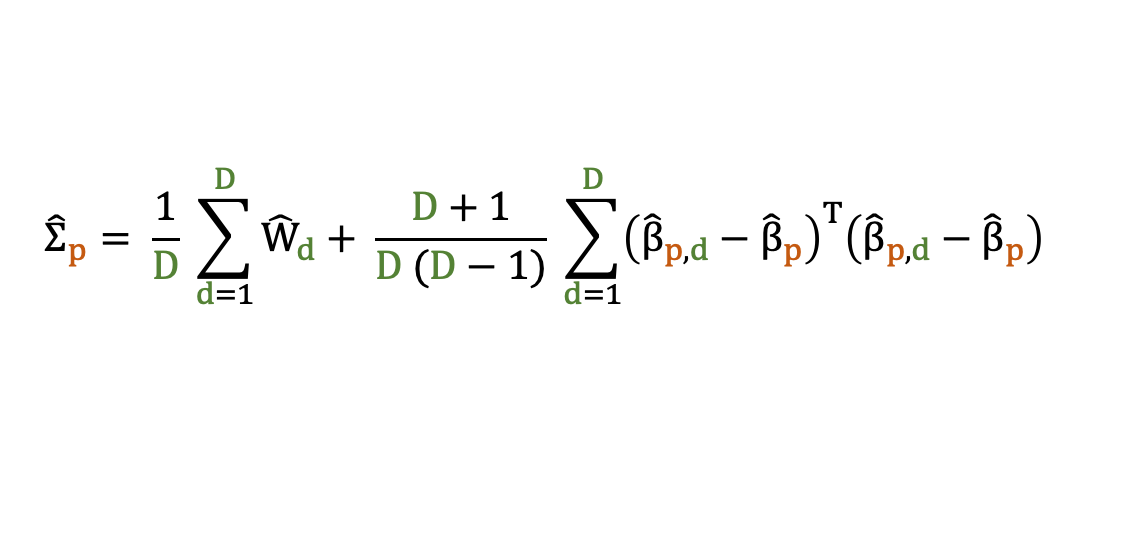 Σ̂p = 1/D ∑_{d=1}^{D} Ŵd + (D + 1)/(D (D − 1)) ∑_{d=1}^{D} (β̂p,d − β̂p)ᵀ(β̂p,d − β̂p)